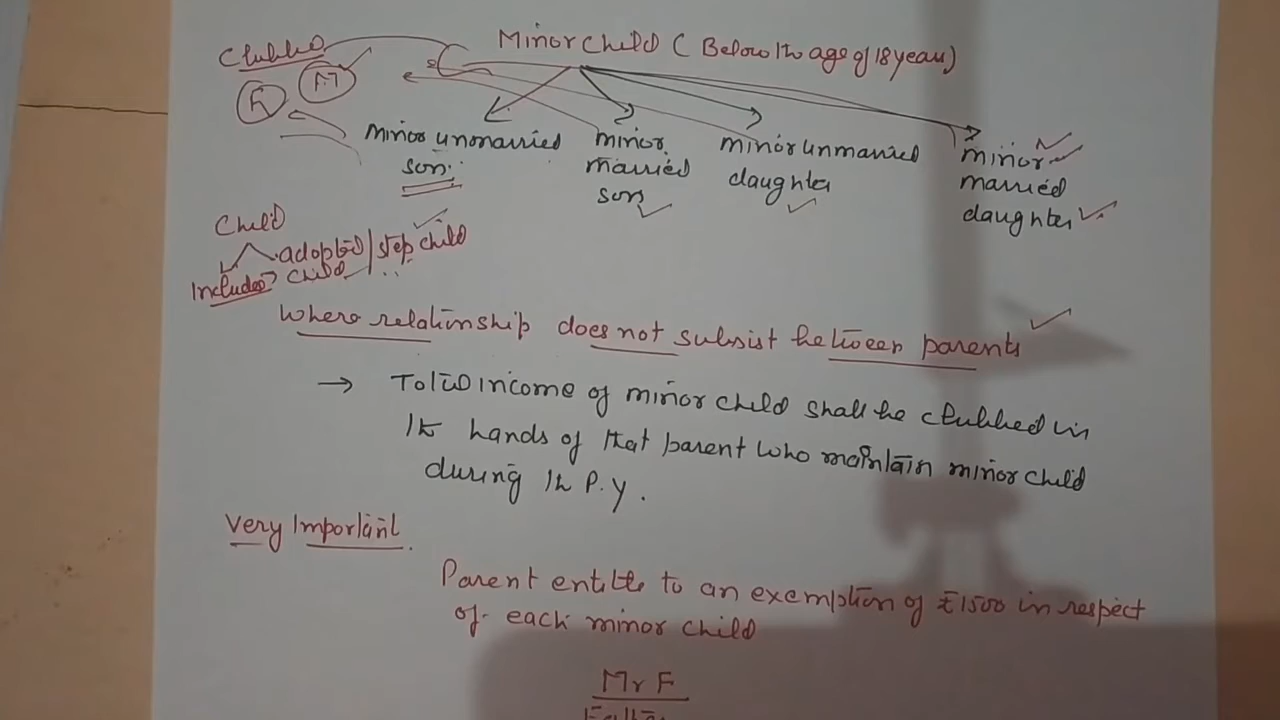 Clubbed
Minor child ( Below the age of 18 years)
F
M
minor unmarried
son
minor
married
son
minor unmarried
daughter
minor
married
daughter
Child
adopted | step child
Includes child
where relationship does not subsist between parents
→ Total income of minor child shall be clubbed in
the hands of that parent who maintain minor child
during the P.Y.
Very Important.
Parent entitle to an exemption of ₹1500 in respect
of each minor child
Mr F